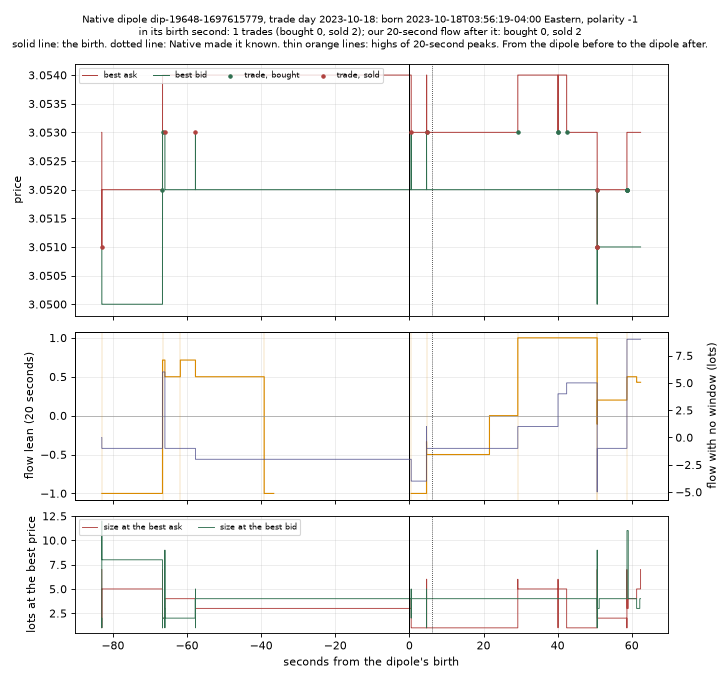 Native dipole dip-19648-1697615779, trade day 2023-10-18: born 2023-10-18T03:56:19-04:00 Eastern, polarity -1
in its birth second: 1 trades (bought 0, sold 2); our 20-second flow after it: bought 0, sold 2
solid line: the birth. dotted line: Native made it known. thin orange lines: highs of 20-second peaks. From the dipole before to the dipole after.
best ask
best bid
trade, bought
trade, sold
3.0540
3.0535
3.0530
3.0525
3.0520
3.0515
3.0510
3.0505
3.0500
price
1.0
0.5
0.0
−0.5
−1.0
flow lean (20 seconds)
7.5
5.0
2.5
0.0
−2.5
−5.0
flow with no window (lots)
size at the best ask
size at the best bid
12.5
10.0
7.5
5.0
2.5
lots at the best price
−80
−60
−40
−20
0
20
40
60
seconds from the dipole's birth